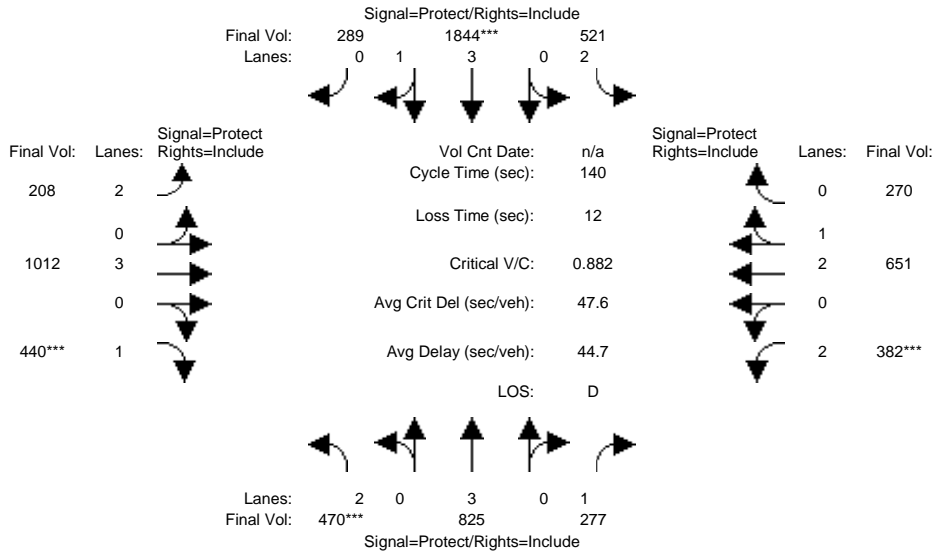 Signal=Protect/Rights=Include
Final Vol: 289 1844*** 521
Lanes: 0 1 3 0 2
Signal=Protect
Final Vol: Lanes: Rights=Include
Vol Cnt Date: n/a
Signal=Protect
Rights=Include Lanes: Final Vol:
Cycle Time (sec): 140
208 2
0 270
Loss Time (sec): 12
0
1
1012 3
Critical V/C: 0.882
2 651
0
Avg Crit Del (sec/veh): 47.6
0
440*** 1
Avg Delay (sec/veh): 44.7
2 382***
LOS: D
Lanes: 2 0 3 0 1
Final Vol: 470*** 825 277
Signal=Protect/Rights=Include